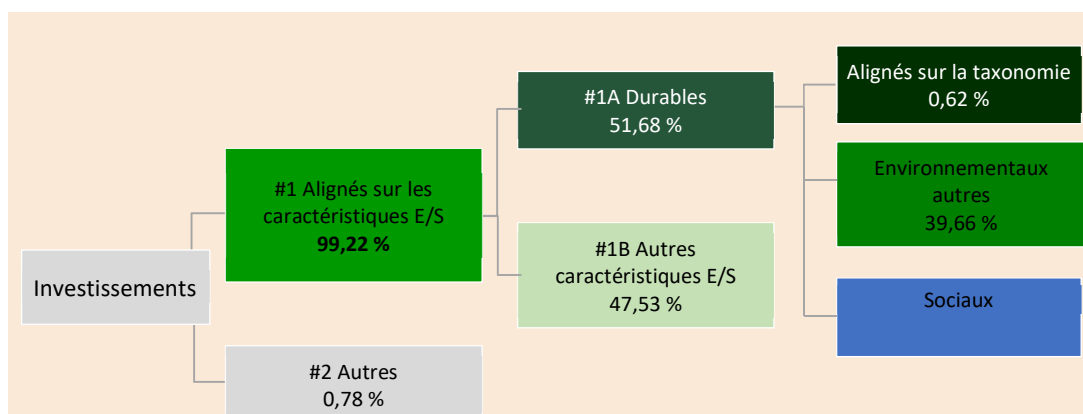 Investissements
#1 Alignés sur les
caractéristiques E/S
99,22 %
#2 Autres
0,78 %
#1A Durables
51,68 %
#1B Autres
caractéristiques E/S
47,53 %
Alignés sur la taxonomie
0,62 %
Environnementaux
autres
39,66 %
Sociaux